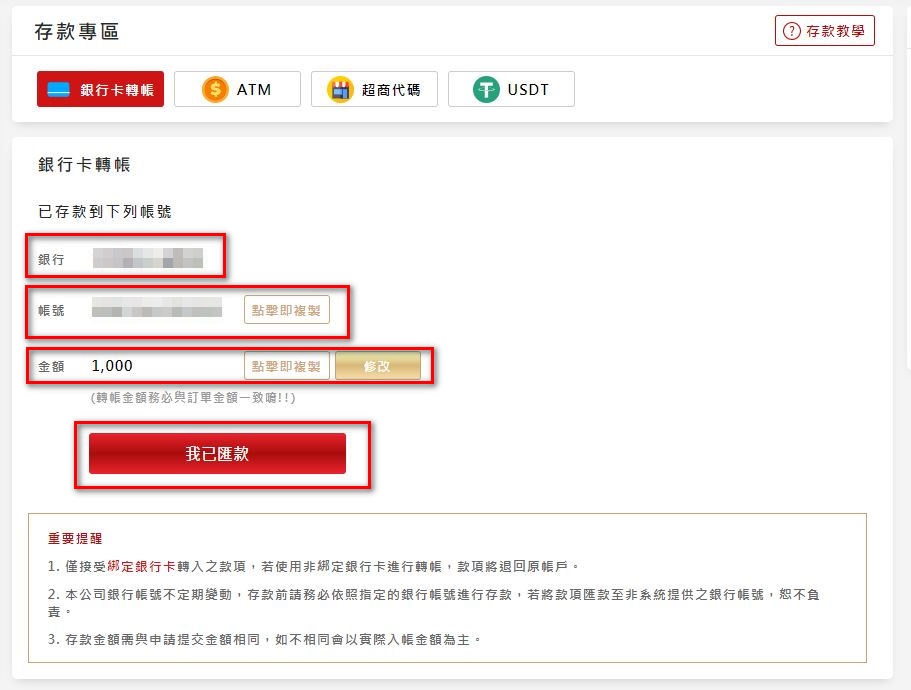 存款專區
? 存款教學
銀行卡轉帳 ATM 超商代碼 USDT
銀行卡轉帳
已存款到下列帳號
銀行
帳號 點擊即複製
金額 1,000 點擊即複製 修改
(轉帳金額務必與訂單金額一致唷!!)
我已匯款
重要提醒
1. 僅接受綁定銀行卡轉入之款項，若使用非綁定銀行卡進行轉帳，款項將退回原帳戶。
2. 本公司銀行帳號不定期變動，存款前請務必依照指定的銀行帳號進行存款，若將款項匯款至非系統提供之銀行帳號，恕不負
責。
3. 存款金額需與申請提交金額相同，如不相同會以實際入帳金額為主。